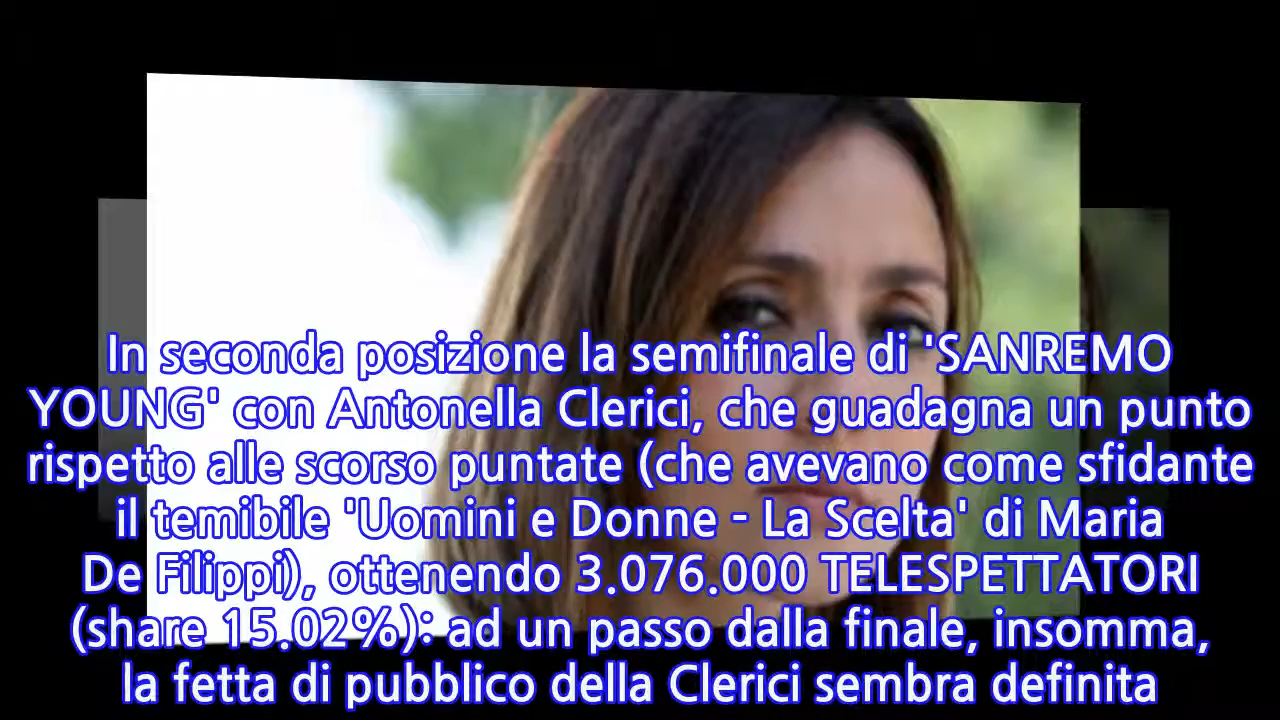 In seconda posizione la semifinale di 'SANREMO
YOUNG' con Antonella Clerici, che guadagna un punto
rispetto alle scorso puntate (che avevano come sfidante
il temibile 'Uomini e Donne - La Scelta' di Maria
De Filippi), ottenendo 3.076.000 TELESPETTATORI
(share 15.02%): ad un passo dalla finale, insomma,
la fetta di pubblico della Clerici sembra definita